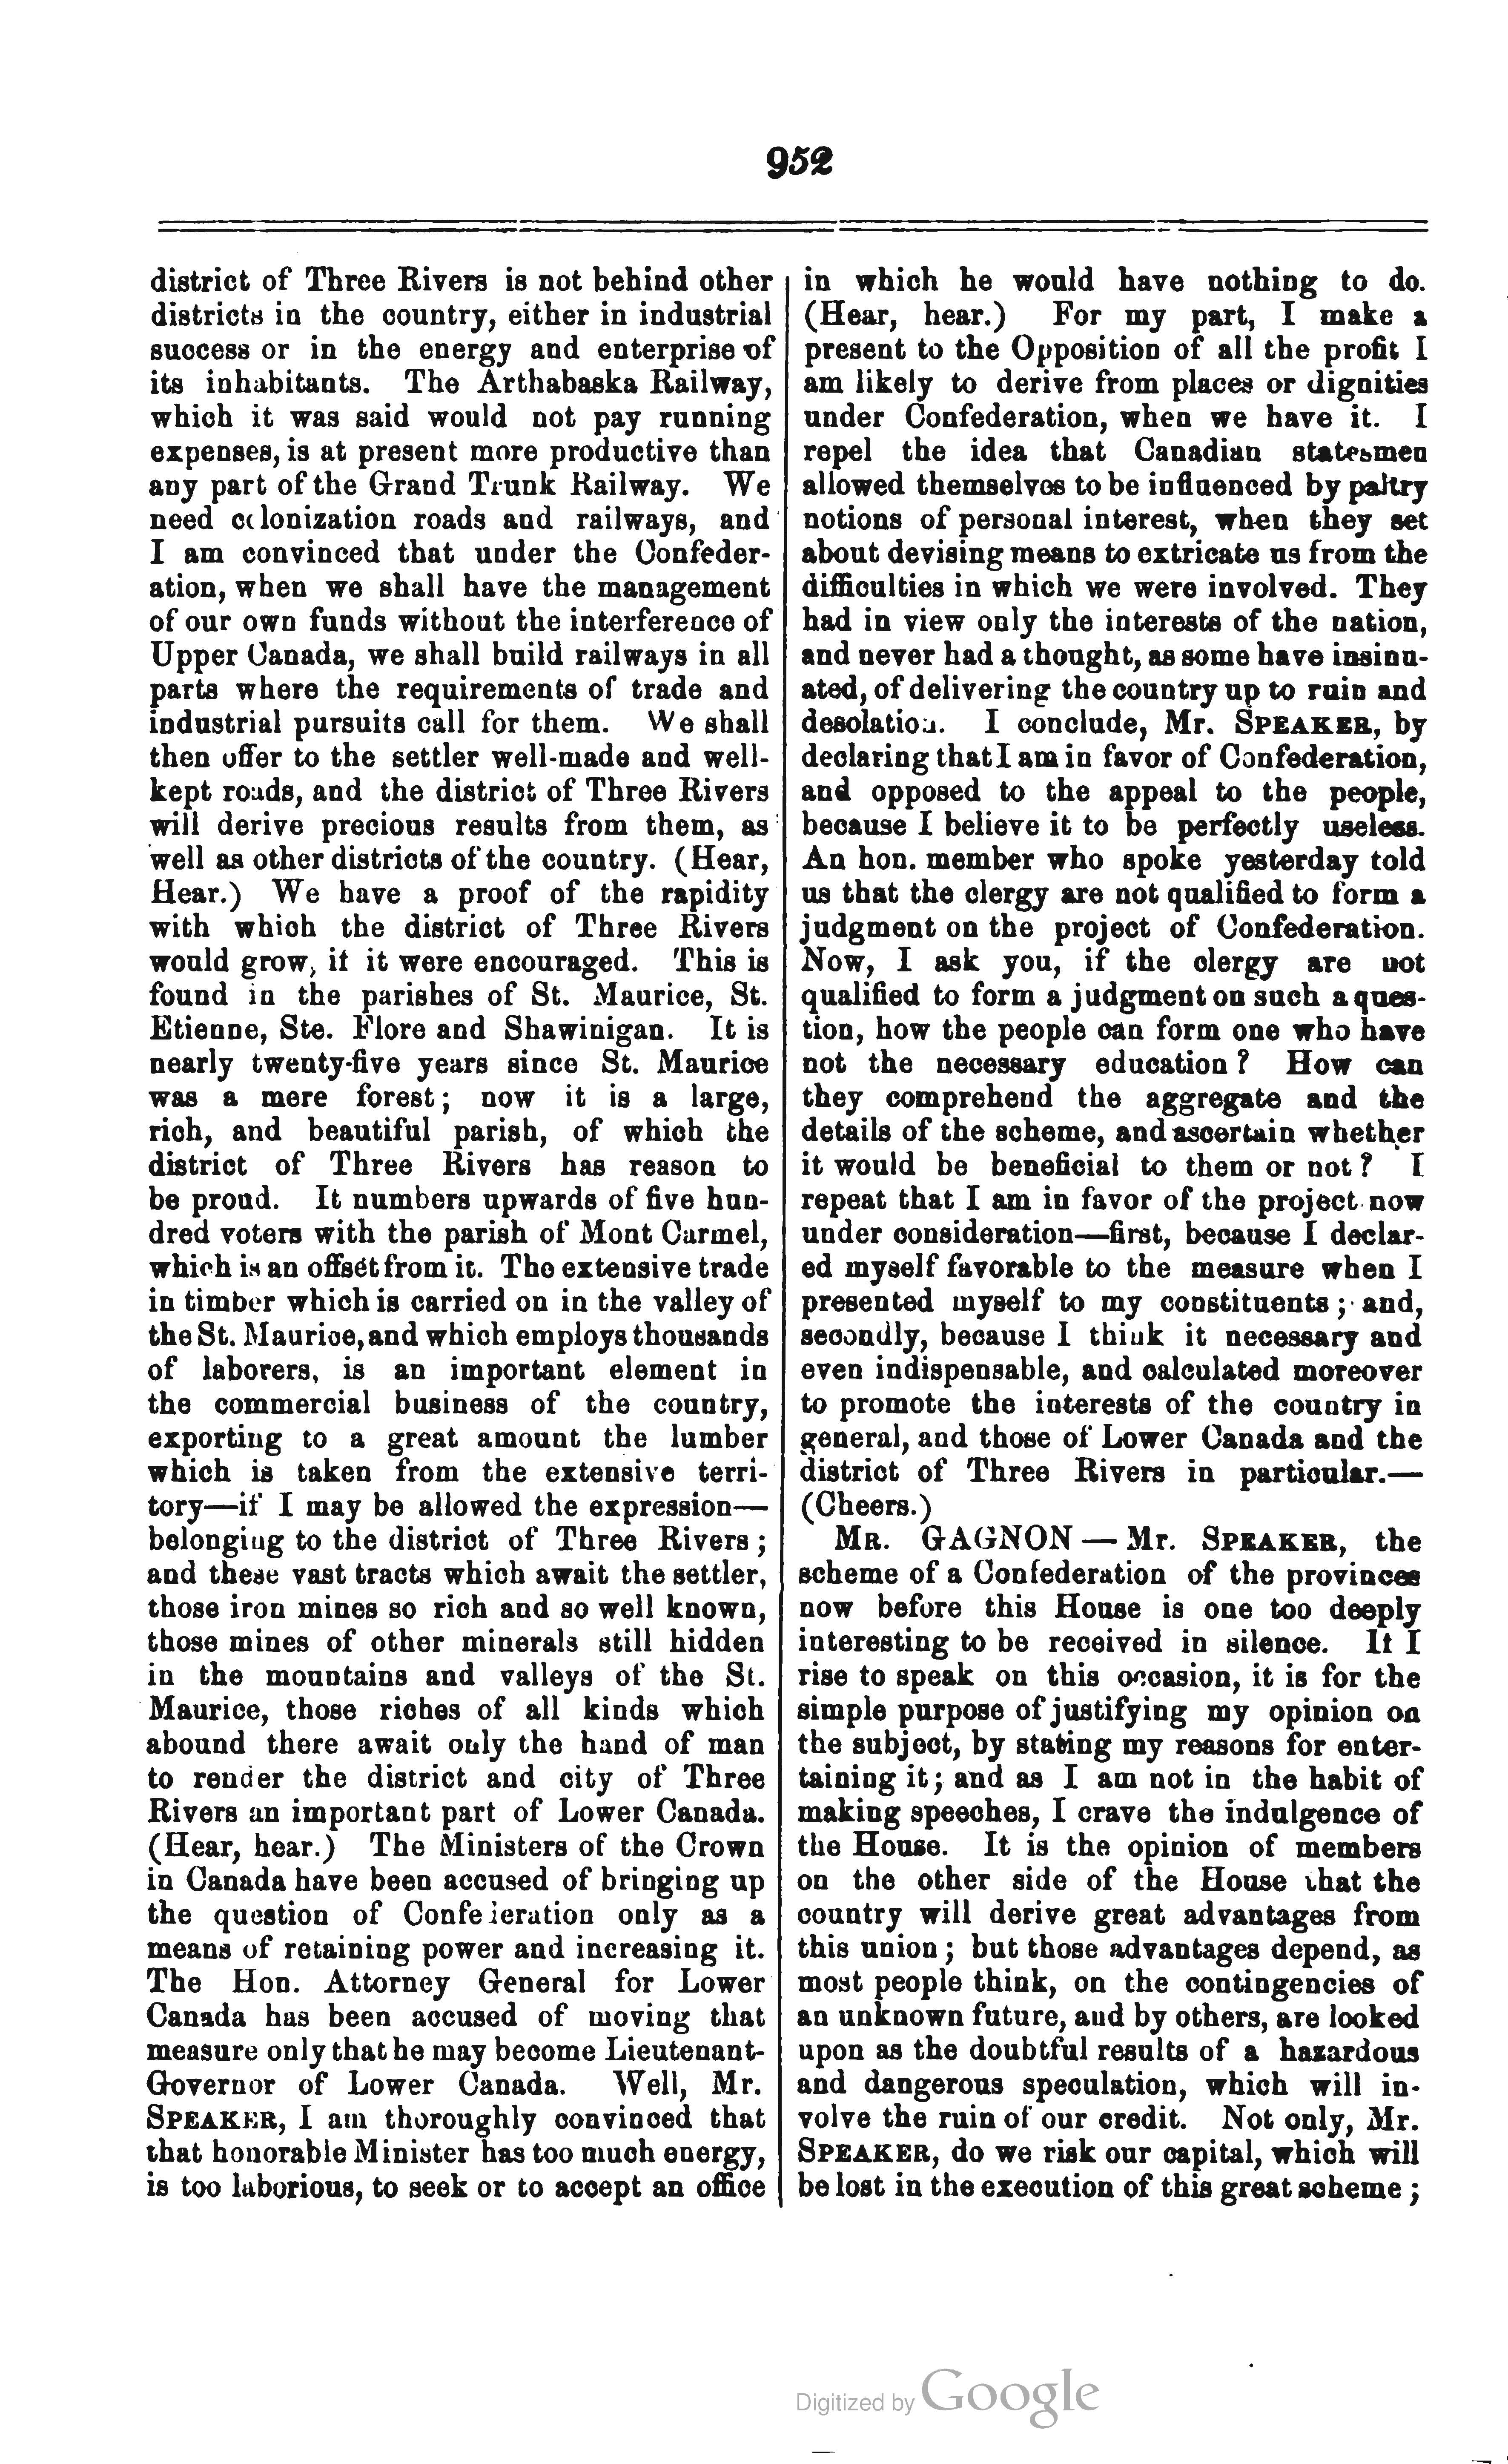 952
district of Three Rivers is not behind other
districts in the country, either in industrial
success or in the energy and enterprise of
its inhabitants. The Arthabaska Railway,
which it was said would not pay running
expenses, is at present more productive than
any part of the Grand Trunk Railway. We
need colonization roads and railways, and
I am convinced that under the Confeder-
ation, when we shall have the management
of our own funds without the interference of
Upper Canada, we shall build railways in all
parts where the requirements of trade and
industrial pursuits call for them. We shall
then offer to the settler well-made and well-
kept roads, and the district of Three Rivers
will derive precious results from them, as
well as other districts of the country. (Hear,
Hear.) We have a proof of the rapidity
with which the district of Three Rivers
would grow, if it were encouraged. This is
found in the parishes of St. Maurice, St.
Etienne, Ste. Flore and Shawinigan. It is
nearly twenty-five years since St. Maurice
was a mere forest; now it is a large,
rich, and beautiful parish, of which the
district of Three Rivers has reason to
be proud. It numbers upwards of five hun-
dred voters with the parish of Mont Carmel,
which is an offset from it. The extensive trade
in timber which is carried on in the valley of
the St. Maurice, and which employs thousands
of laborers, is an important element in
the commercial business of the country,
exporting to a great amount the lumber
which is taken from the extensive terri-
tory—if I may be allowed the expression—
belonging to the district of Three Rivers;
and these vast tracts which await the settler,
those iron mines so rich and so well known,
those mines of other minerals still hidden
in the mountains and valleys of the St.
Maurice, those riches of all kinds which
abound there await only the hand of man
to render the district and city of Three
Rivers an important part of Lower Canada.
(Hear, hear.) The Ministers of the Crown
in Canada have been accused of bringing up
the question of Confederation only as a
means of retaining power and increasing it.
The Hon. Attorney General for Lower
Canada has been accused of moving that
measure only that he may become Lieutenant-
Governor of Lower Canada. Well, Mr.
SPEAKER, I am thoroughly convinced that
that honorable Minister has too much energy,
is too laborious, to seek or to accept an office
in which he would have nothing to do.
(Hear, hear.) For my part, I make a
present to the Opposition of all the profit I
am likely to derive from places or dignities
under Confederation, when we have it. I
repel the idea that Canadian statesmen
allowed themselves to be influenced by paltry
notions of personal interest, when they set
about devising means to extricate us from the
difficulties in which we were involved. They
had in view only the interests of the nation,
and never had a thought, as some have insinu-
ated, of delivering the country up to ruin and
desolation. I conclude, Mr. SPEAKER, by
declaring that I am in favor of Confederation,
and opposed to the appeal to the people,
because I believe it to be perfectly useless.
An hon. member who spoke yesterday told
us that the clergy are not qualified to form a
judgment on the project of Confederation.
Now, I ask you, if the clergy are not
qualified to form a judgment on such a ques-
tion, how the people can form one who have
not the necessary education? How can
they comprehend the aggregate and the
details of the scheme, and ascertain whether
it would be beneficial to them or not? I
repeat that I am in favor of the project now
under consideration—first, because I declar-
ed myself favorable to the measure when I
presented myself to my constituents; and,
secondly, because I think it necessary and
even indispensable, and calculated moreover
to promote the interests of the country in
general, and those of Lower Canada and the
district of Three Rivers in particular.—
(Cheers.)
MR. GAGNON — Mr. SPEAKER, the
scheme of a Confederation of the provinces
now before this House is one too deeply
interesting to be received in silence. If I
rise to speak on this occasion, it is for the
simple purpose of justifying my opinion on
the subject, by stating my reasons for enter-
taining it; and as I am not in the habit of
making speeches, I crave the indulgence of
the House. It is the opinion of members
on the other side of the House that the
country will derive great advantages from
this union; but those advantages depend, as
most people think, on the contingencies of
an unknown future, and by others, are looked
upon as the doubtful results of a hazardous
and dangerous speculation, which will in-
volve the ruin of our credit. Not only, Mr.
SPEAKER, do we risk our capital, which will
be lost in the execution of this great scheme;
Digitized by Google